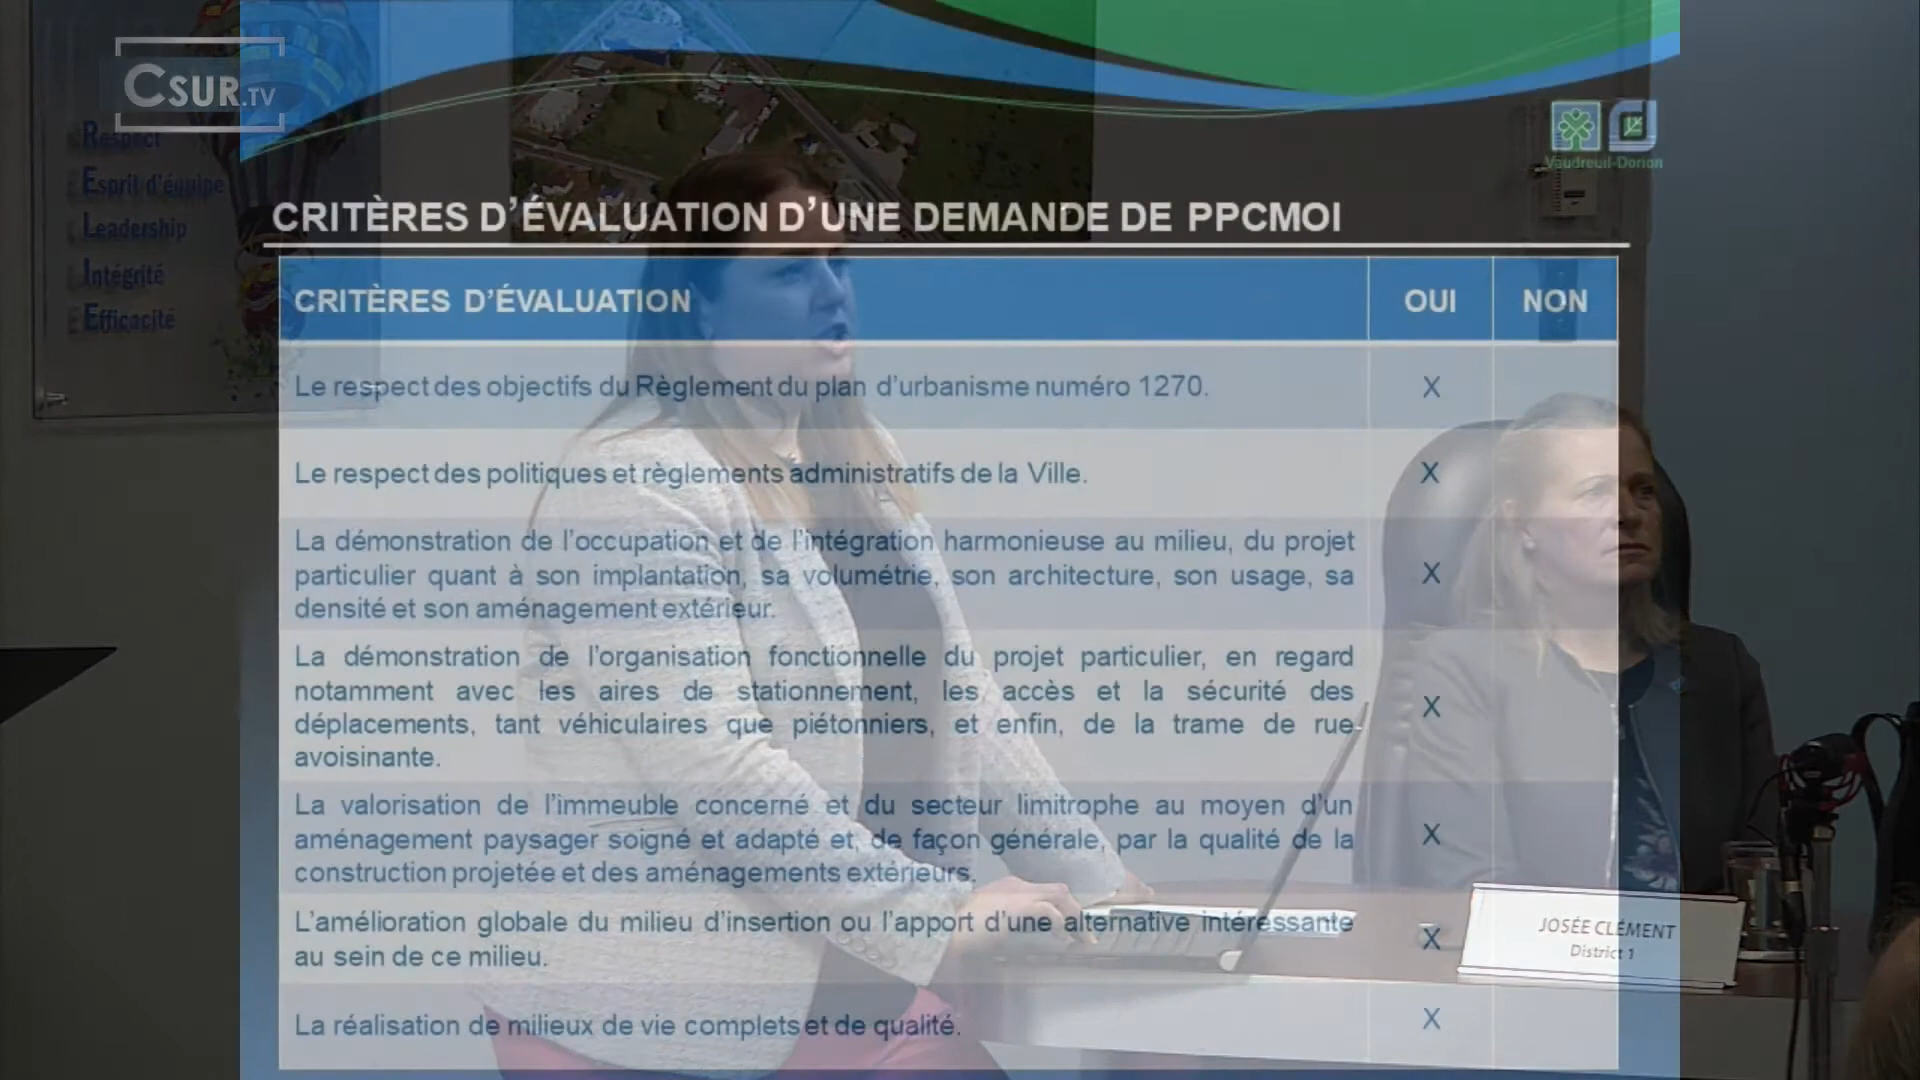 CSUR.TV
Respect
Esprit d'équipe
Leadership
Intégrité
Efficacité
Vaudreuil-Dorion
CRITÈRES D'ÉVALUATION D'UNE DEMANDE DE PPCMOI
CRITÈRES D'ÉVALUATION OUI NON
Le respect des objectifs du Règlement du plan d'urbanisme numéro 1270. X
Le respect des politiques et règlements administratifs de la Ville. X
La démonstration de l'occupation et de l'intégration harmonieuse au milieu, du projet
particulier quant à son implantation, sa volumétrie, son architecture, son usage, sa X
densité et son aménagement extérieur.
La démonstration de l'organisation fonctionnelle du projet particulier, en regard
notamment avec les aires de stationnement, les accès et la sécurité des X
déplacements, tant véhiculaires que piétonniers, et enfin, de la trame de rue
avoisinante.
La valorisation de l'immeuble concerné et du secteur limitrophe au moyen d'un
aménagement paysager soigné et adapté et, de façon générale, par la qualité de la X
construction projetée et des aménagements extérieurs.
L'amélioration globale du milieu d'insertion ou l'apport d'une alternative intéressante X
au sein de ce milieu.
La réalisation de milieux de vie complets et de qualité. X
JOSÉE CLÉMENT
District 1